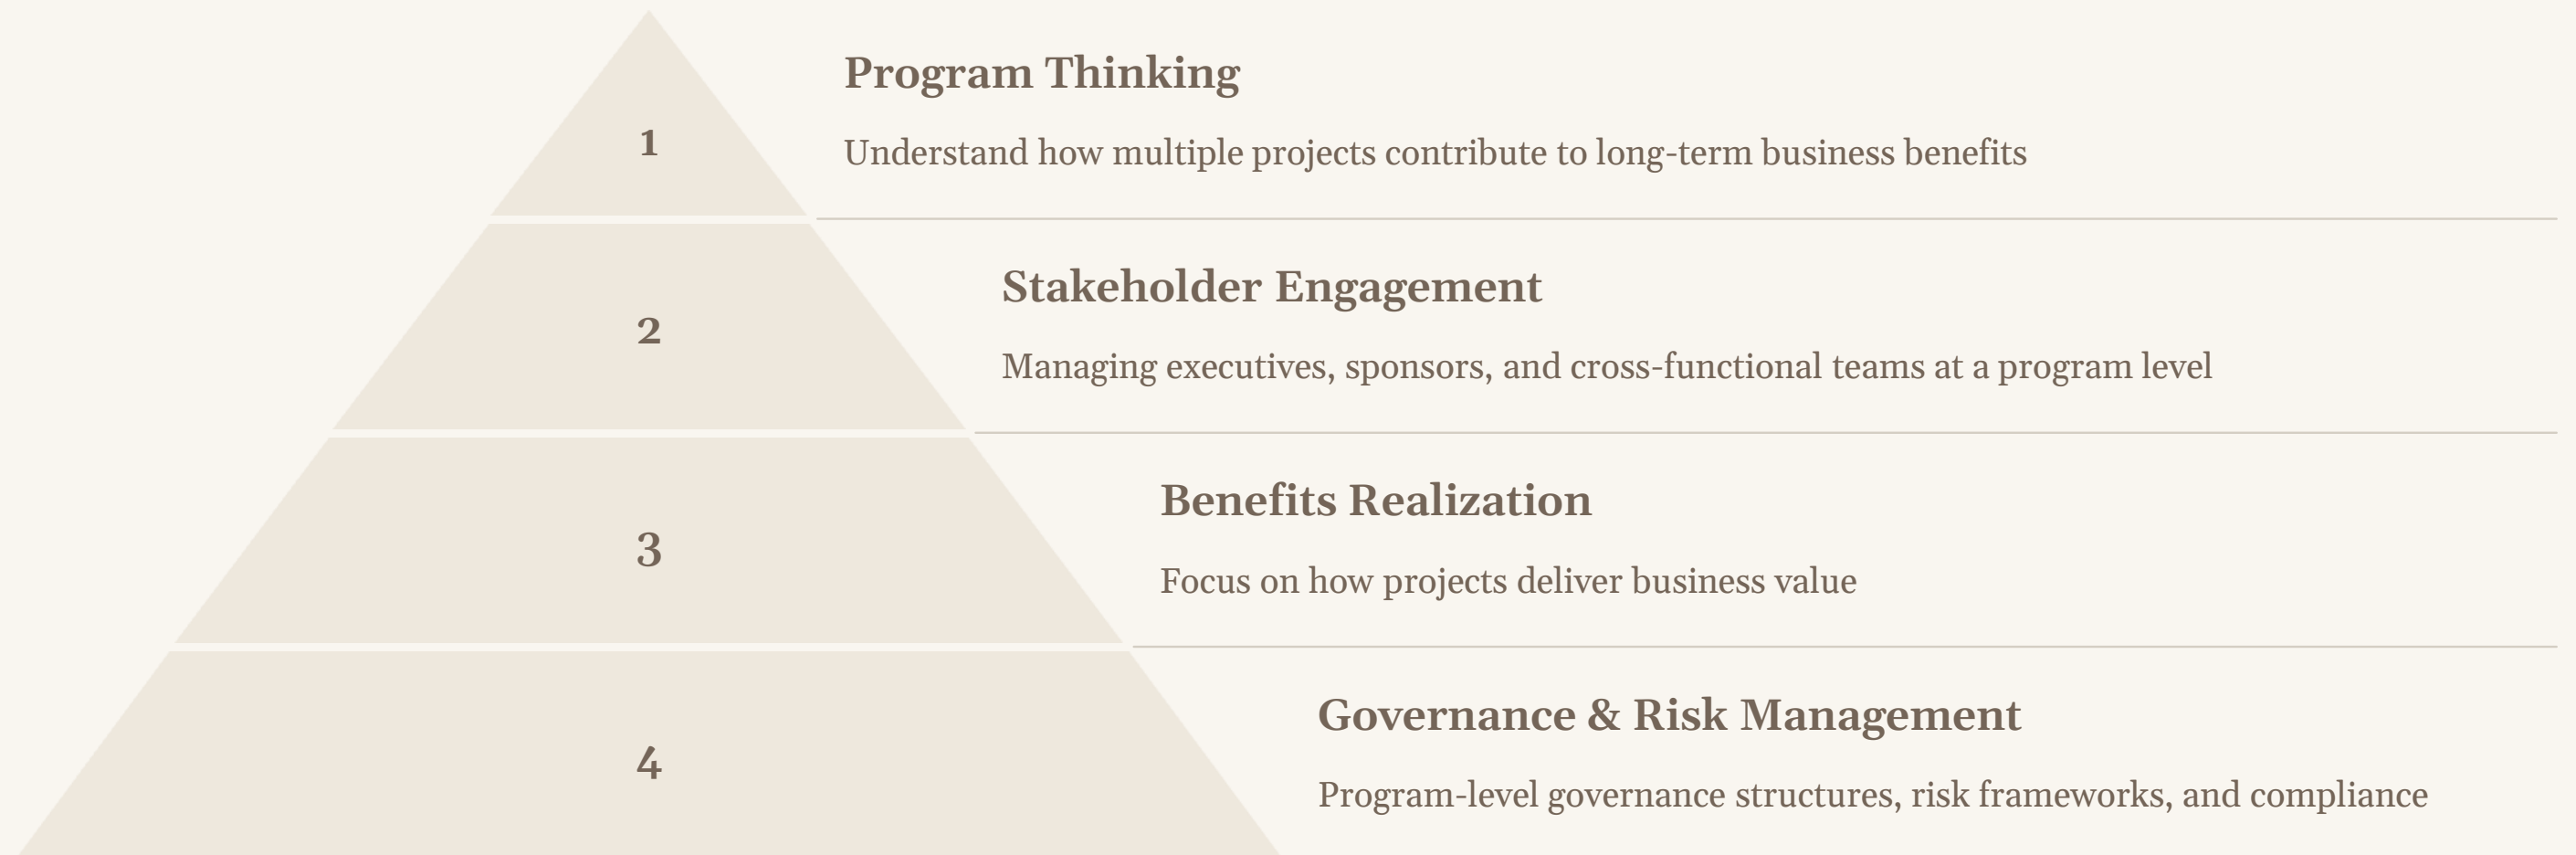 1
Program Thinking
Understand how multiple projects contribute to long-term business benefits
2
Stakeholder Engagement
Managing executives, sponsors, and cross-functional teams at a program level
3
Benefits Realization
Focus on how projects deliver business value
4
Governance & Risk Management
Program-level governance structures, risk frameworks, and compliance